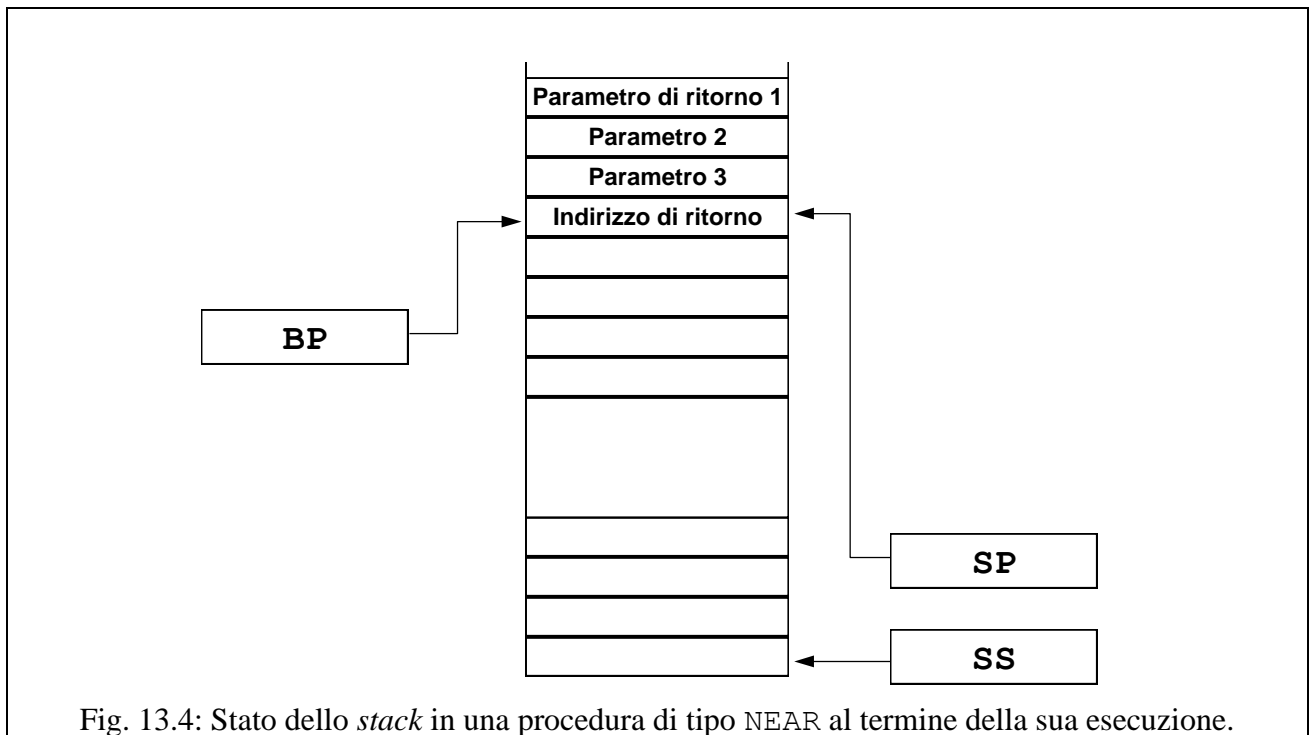 Parametro di ritorno 1
Parametro 2
Parametro 3
Indirizzo di ritorno
BP
SP
SS
Fig. 13.4: Stato dello stack in una procedura di tipo NEAR al termine della sua esecuzione.